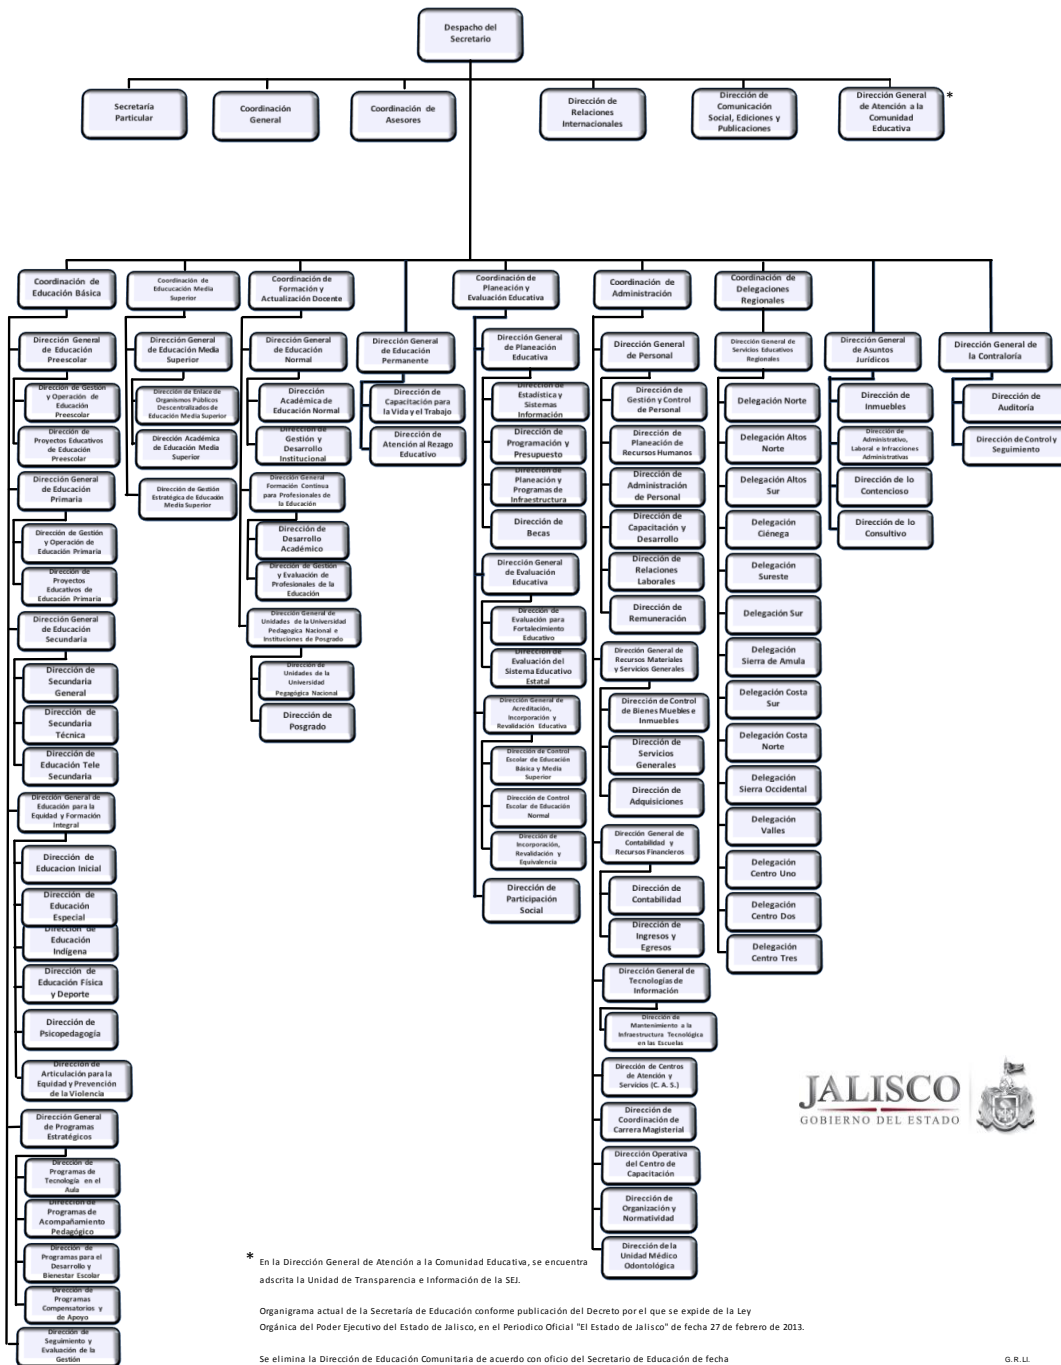 Despacho del
Secretario
Secretaría
Particular
Coordinación
General
Coordinación de
Asesores
Dirección de
Relaciones
Internacionales
Dirección de
Comunicación
Social, Ediciones y
Publicaciones
Dirección General
de Atención a la
Comunidad
Educativa
*
Coordinación de
Educación Básica
Dirección General
de Educación
Preescolar
Dirección de Gestión
y Operación de
Educación
Preescolar
Dirección de
Proyectos Educativos
de Educación
Preescolar
Dirección General
de Educación
Primaria
Dirección de Gestión
y Operación de
Educación Primaria
Dirección de
Proyectos
Educativos de
Educación Primaria
Dirección General
de Educación
Secundaria
Dirección de
Secundaria
General
Dirección de
Secundaria
Técnica
Dirección de
Educación Tele
Secundaria
Dirección General de
Educación para la
Equidad y Formación
Integral
Dirección de
Educacion Inicial
Dirección de
Educación
Especial
Dirección de
Educación
Indígena
Dirección de
Educación Física
y Deporte
Dirección de
Psicopedagogía
Dirección de
Articulación para la
Equidad y Prevención
de la Violencia
Dirección General
de Programas
Estratégicos
Dirección de
Programas de
Tecnología en el
Aula
Dirección de
Programas de
Acompañamiento
Pedagógico
Dirección de
Programas para el
Desarrollo y
Bienestar Escolar
Dirección de
Programas
Compensatorios y
de Apoyo
Dirección de
Seguimiento y
Evaluación de la
Gestión
Coordinación de
Educucación Media
Superior
Dirección General
de Educación Media
Superior
Dirección de Enlace de
Organismos Públicos
Descentralizados de
Educación Media Superior
Dirección Académica
de Educación Media
Superior
Dirección de Gestión
Estratégica de Educación
Media Superior
Coordinación de
Formación y
Actualización Docente
Dirección General
de Educación
Normal
Dirección
Académica de
Educación Normal
Dirección de
Gestión y
Desarrollo
Institucional
Dirección General
Formación Continua
para Profesionales de
la Educación
Dirección de
Desarrollo
Académico
Dirección de Gestión
y Evaluación de
Profesionales de la
Educación
Dirección General de
Unidades de la Universidad
Pedagogica Nacional e
Instituciones de Posgrado
Dirección de
Unidades de la
Universidad
Pegagógica Nacional
Dirección de
Posgrado
Dirección General
de Educación
Permanente
Dirección de
Capacitación para
la Vida y el Trabajo
Dirección de
Atención al Rezago
Educativo
Coordinación de
Planeación y
Evaluación Educativa
Dirección General
de Planeación
Educativa
Dirección de
Estadística y
Sistemas
Información
Dirección de
Programación y
Presupuesto
Dirección de
Planeación y
Programas de
Infraestructura
Dirección de
Becas
Dirección General
de Evaluación
Educativa
Dirección de
Evaluación para
Fortalecimiento
Educativo
Dirección de
Evaluación del
Sistema Educativo
Estatal
Dirección General de
Acreditación,
Incorporación y
Revalidación Educativa
Dirección de Control
Escolar de Educación
Básica y Media
Superior
Dirección de Control
Escolar de Educación
Normal
Dirección de
Incorporación,
Revalidación y
Equivalencia
Dirección de
Participación
Social
Coordinación de
Administración
Dirección General
de Personal
Dirección de
Gestión y Control
de Personal
Dirección de
Planeación de
Recursos Humanos
Dirección de
Administración
de Personal
Dirección de
Capacitación y
Desarrollo
Dirección de
Relaciones
Laborales
Dirección de
Remuneración
Dirección General de
Recursos Materiales
y Servicios Generales
Dirección de Control
de Bienes Muebles e
Inmuebles
Dirección de
Servicios
Generales
Dirección de
Adquisiciones
Dirección General de
Contabilidad y
Recursos Financieros
Dirección de
Contabilidad
Dirección de
Ingresos y
Egresos
Dirección General de
Tecnologías de
Información
Dirección de
Mantenimiento a la
Infraestructura Tecnológica
en las Escuelas
Dirección de Centros
de Atención y
Servicios (C. A. S.)
Dirección de
Coordinación de
Carrera Magisterial
Dirección Operativa
del Centro de
Capacitación
Dirección de
Organización y
Normatividad
Dirección de la
Unidad Médico
Odontológica
Coordinación de
Delegaciones
Regionales
Dirección General de
Servicios Educativos
Regionales
Delegación Norte
Delegación Altos
Norte
Delegación Altos
Sur
Delegación
Ciénega
Delegación
Sureste
Delegación Sur
Delegación
Sierra de Amula
Delegación Costa
Sur
Delegación Costa
Norte
Delegación
Sierra Occidental
Delegación
Valles
Delegación
Centro Uno
Delegación
Centro Dos
Delegación
Centro Tres
Dirección General
de Asuntos
Jurídicos
Dirección de
Inmuebles
Dirección de
Administrativo,
Laboral e Infracciones
Administrativas
Dirección de lo
Contencioso
Dirección de lo
Consultivo
Dirección General de
la Contraloría
Dirección de
Auditoría
Dirección de Control y
Seguimiento
JALISCO
GOBIERNO DEL ESTADO
* En la Dirección General de Atención a la Comunidad Educativa, se encuentra
adscrita la Unidad de Transparencia e Información de la SEJ.
Organigrama actual de la Secretaría de Educación conforme publicación del Decreto por el que se expide de la Ley
Orgánica del Poder Ejecutivo del Estado de Jalisco, en el Periodico Oficial "El Estado de Jalisco" de fecha 27 de febrero de 2013.
Se elimina la Dirección de Educación Comunitaria de acuerdo con oficio del Secretario de Educación de fecha
G.R.LL.